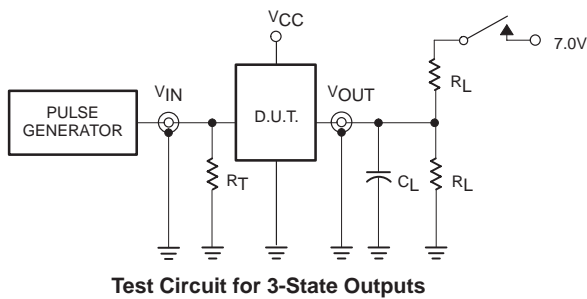 VCC
7.0V
RL
PULSE
GENERATOR
VIN
D.U.T.
VOUT
RT
CL
RL
Test Circuit for 3-State Outputs